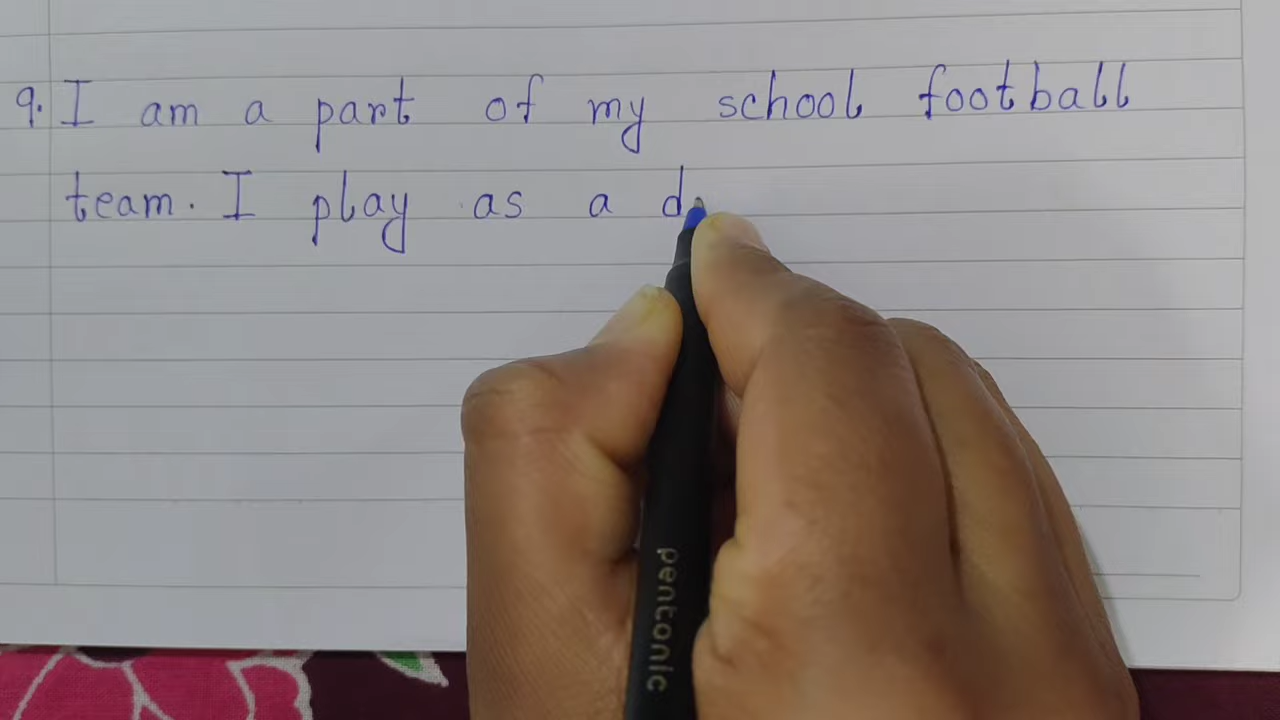 9. I am a part of my school football
team. I play as a d
pentonic